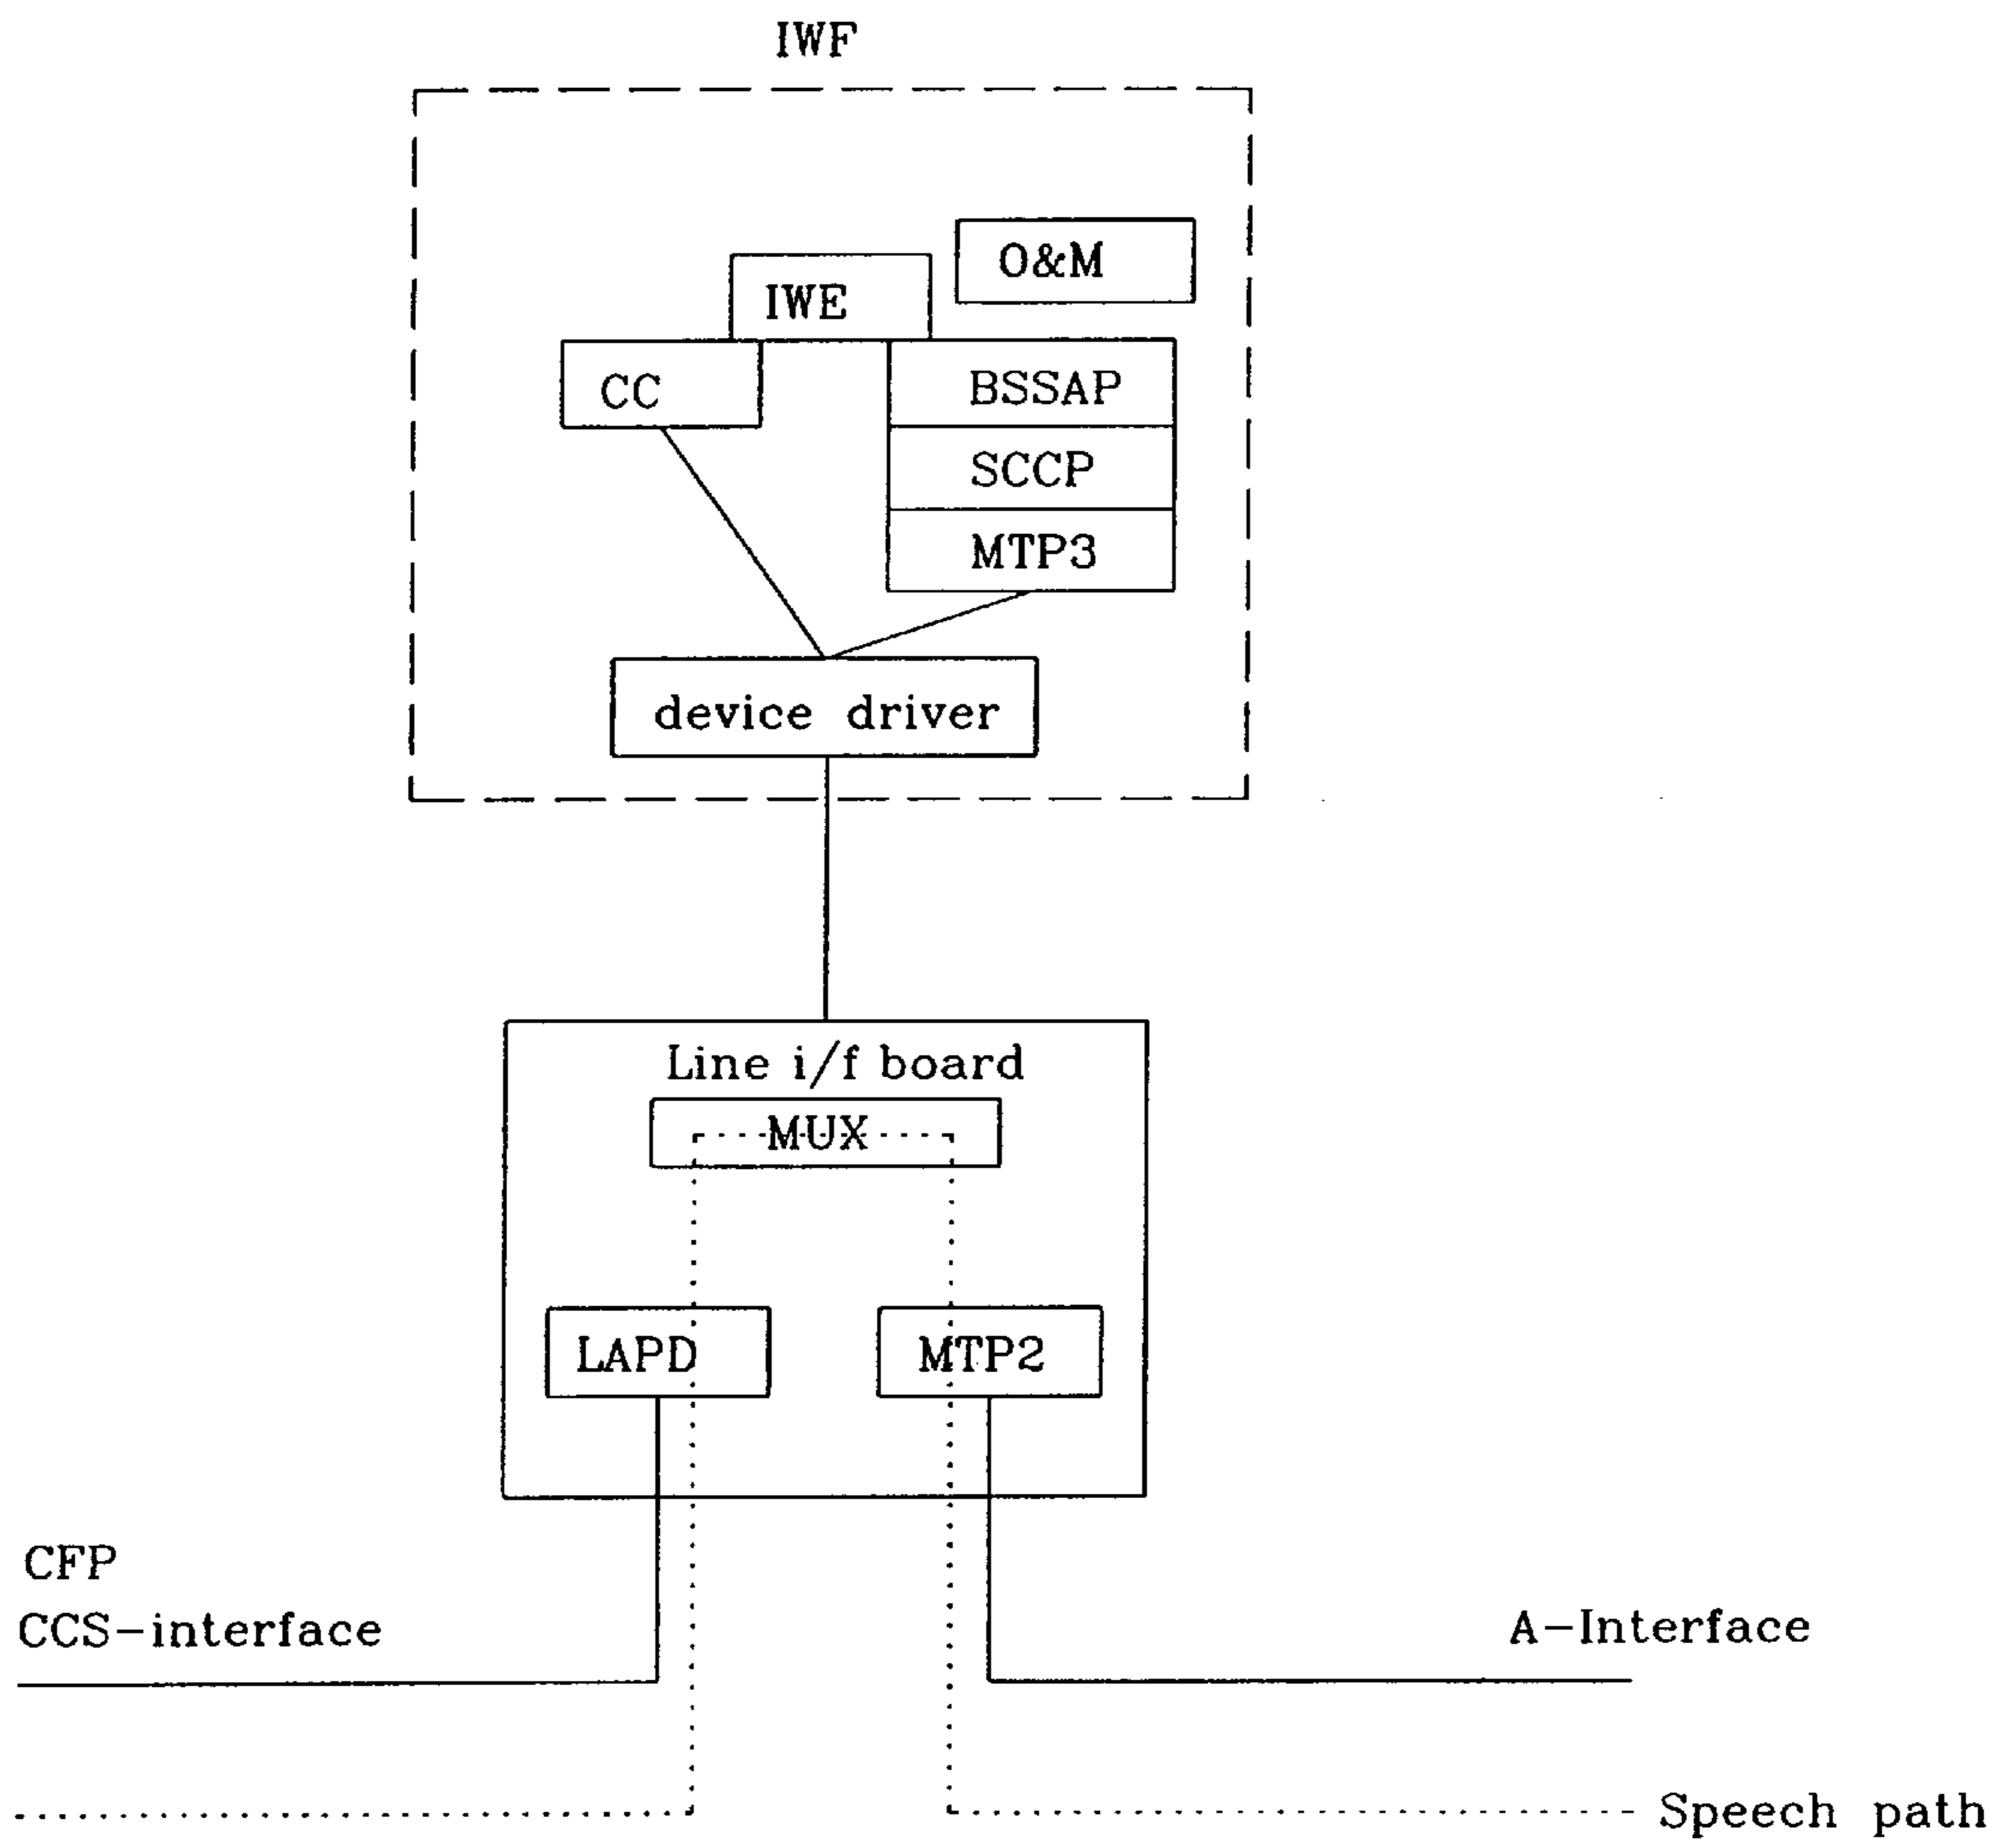 IWF
O&M
IWE
CC
BSSAP
SCCP
MTP3
device driver
Line i/f board
MUX
LAPD
MTP2
CFP
CCS-interface
A-Interface
Speech path